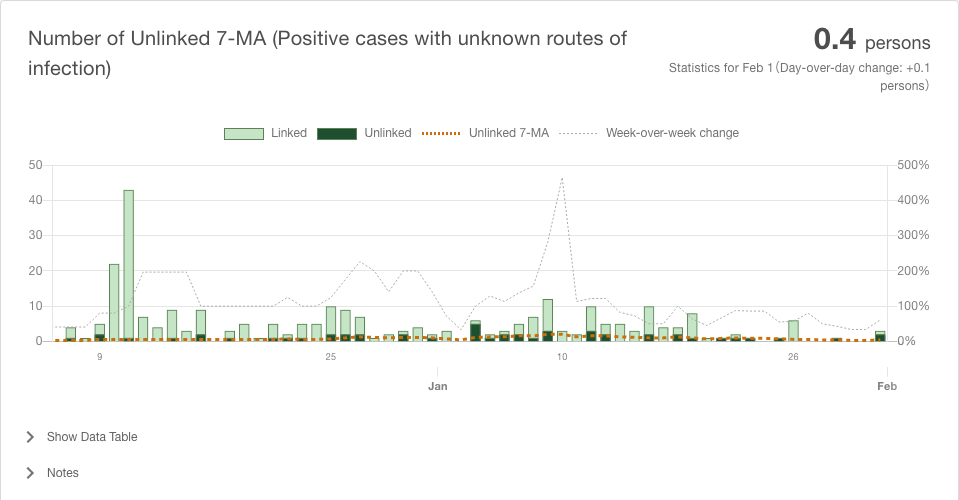 Number of Unlinked 7-MA (Positive cases with unknown routes of
infection)
0.4 persons
Statistics for Feb 1(Day-over-day change: +0.1
persons)
Linked Unlinked Unlinked 7-MA Week-over-week change
50 500%
40 400%
30 300%
20 200%
10 100%
0 0%
9 25 10 26
Jan Feb
Show Data Table
Notes